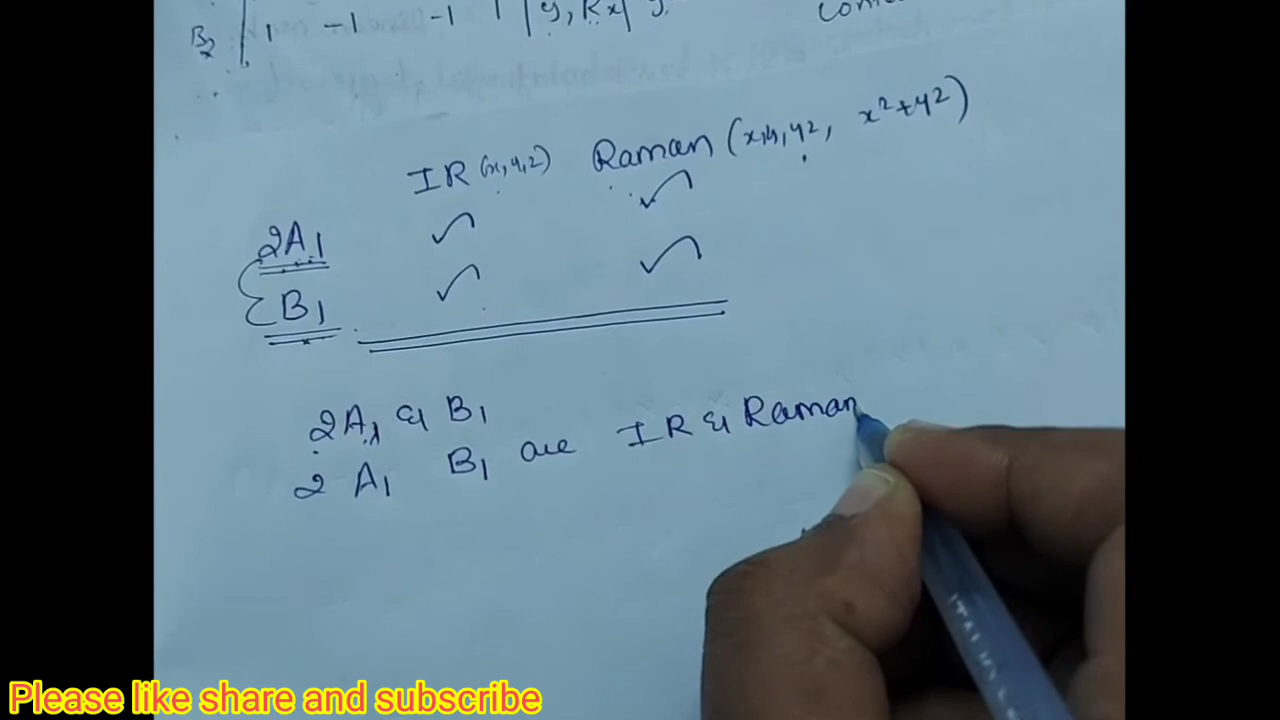 B2 1 -1 -1 1 y, Rx y
IR (x,y,z) Raman (xy,yz, x²+y²)
2A1 ✓ ✓
B1 ✓ ✓
2A1 & B1
2 A1 B1 are IR & Raman
Please like share and subscribe